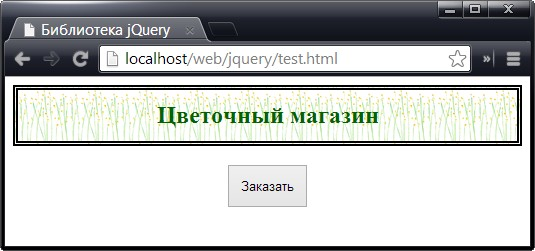 Библиотека jQuery
localhost/web/jquery/test.html
Цветочный магазин
Заказать